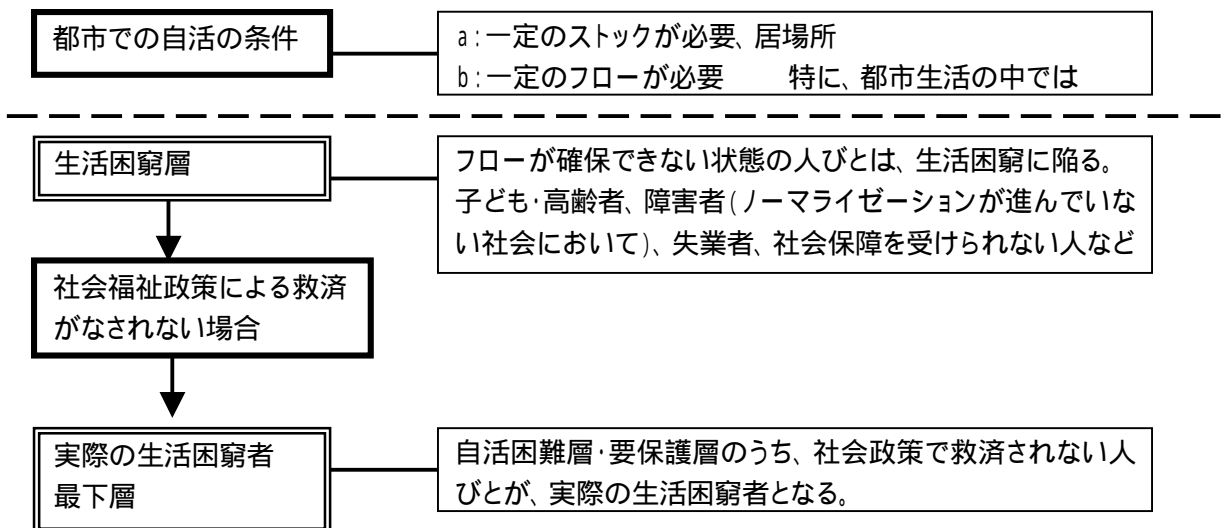 都市での自活の条件
a:一定のストックが必要、居場所
b:一定のフローが必要　　特に、都市生活の中では
生活困窮層
フローが確保できない状態の人びとは、生活困窮に陥る。
子ども・高齢者、障害者(ノーマライゼーションが進んでいな
い社会において)、失業者、社会保障を受けられない人など
社会福祉政策による救済
がなされない場合
実際の生活困窮者
最下層
自活困難層・要保護層のうち、社会政策で救済されない人
びとが、実際の生活困窮者となる。